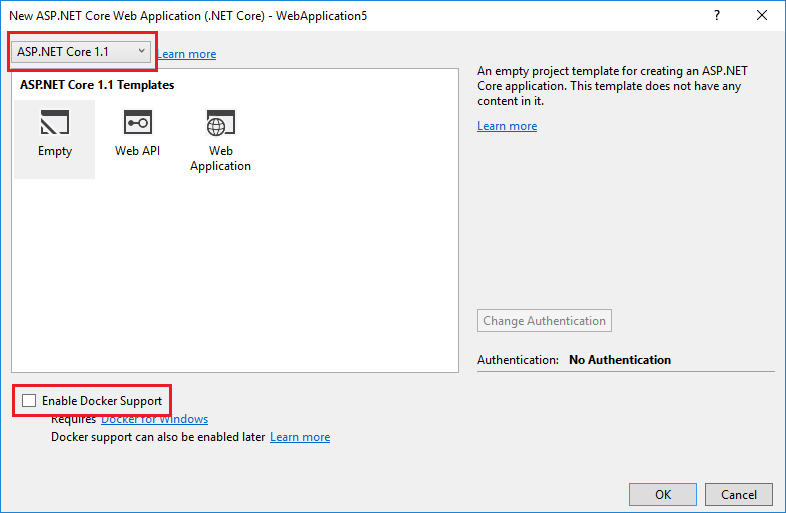 New ASP.NET Core Web Application (.NET Core) - WebApplication5
ASP.NET Core 1.1
Learn more
ASP.NET Core 1.1 Templates
Empty
Web API
Web
Application
An empty project template for creating an ASP.NET
Core application. This template does not have any
content in it.
Learn more
Change Authentication
Authentication: No Authentication
Enable Docker Support
Requires Docker for Windows
Docker support can also be enabled later Learn more
OK
Cancel